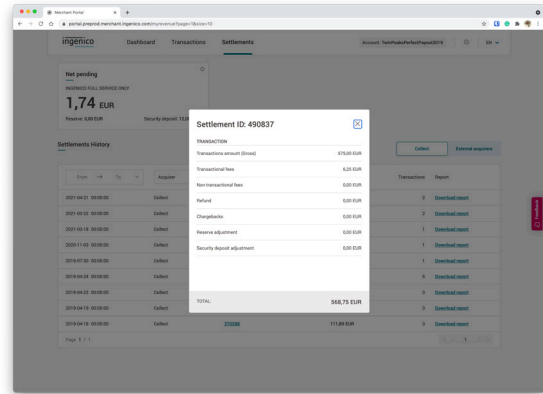 Merchant Portal
portal.preprod.merchant.ingenico.com/myrevenue?page=1&size=10
ingenico
Dashboard
Transactions
Settlements
Account: TwinPeaksPerfectPayout2019
EN
Net pending
INGENICO FULL SERVICE ONLY
1,74 EUR
Reserve: 0,00 EUR
Security deposit:
Settlements History
Collect
External acquirers
From → To
Acquirer
Transactions
Report
2021-04-21 00:00:00 Collect 2 Download report
2021-03-22 00:00:00 Collect 2 Download report
2021-03-18 00:00:00 Collect 1 Download report
2020-11-03 00:00:00 Collect 1 Download report
2019-07-30 00:00:00 Collect 1 Download report
2019-04-24 00:00:00 Collect 6 Download report
2019-04-22 00:00:00 Collect Download report
2019-04-19 00:00:00 Collect Download report
2019-04-18 00:00:00 Collect 111,89 EUR Download report
Page 1 / 1
1
Feedback
Settlement ID: 490837
TRANSACTION
Transactions amount (Gross) 575,00 EUR
Transactional fees 6,25 EUR
Non transactional fees 0,00 EUR
Refund 0,00 EUR
Chargebacks 0,00 EUR
Reserve adjustment 0,00 EUR
Security deposit adjustment 0,00 EUR
TOTAL: 568,75 EUR